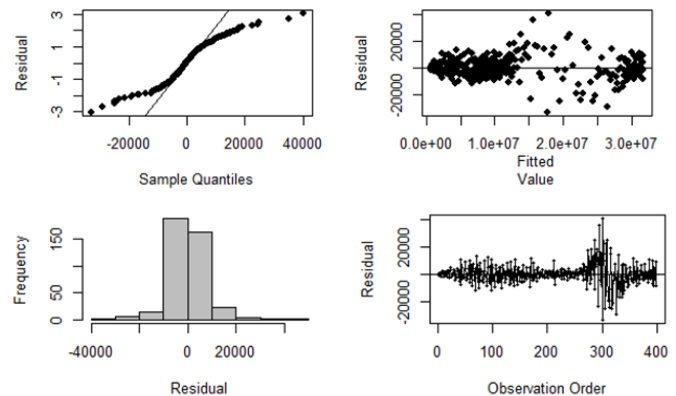 Residual
3
1
-1
-3
-20000 0 20000 40000
Sample Quantiles
Residual
20000
-20000
0.0e+00 1.0e+07 2.0e+07 3.0e+07
Fitted
Value
Frequency
150
50
0
-40000 0 20000
Residual
Residual
20000
-20000
0 100 200 300 400
Observation Order